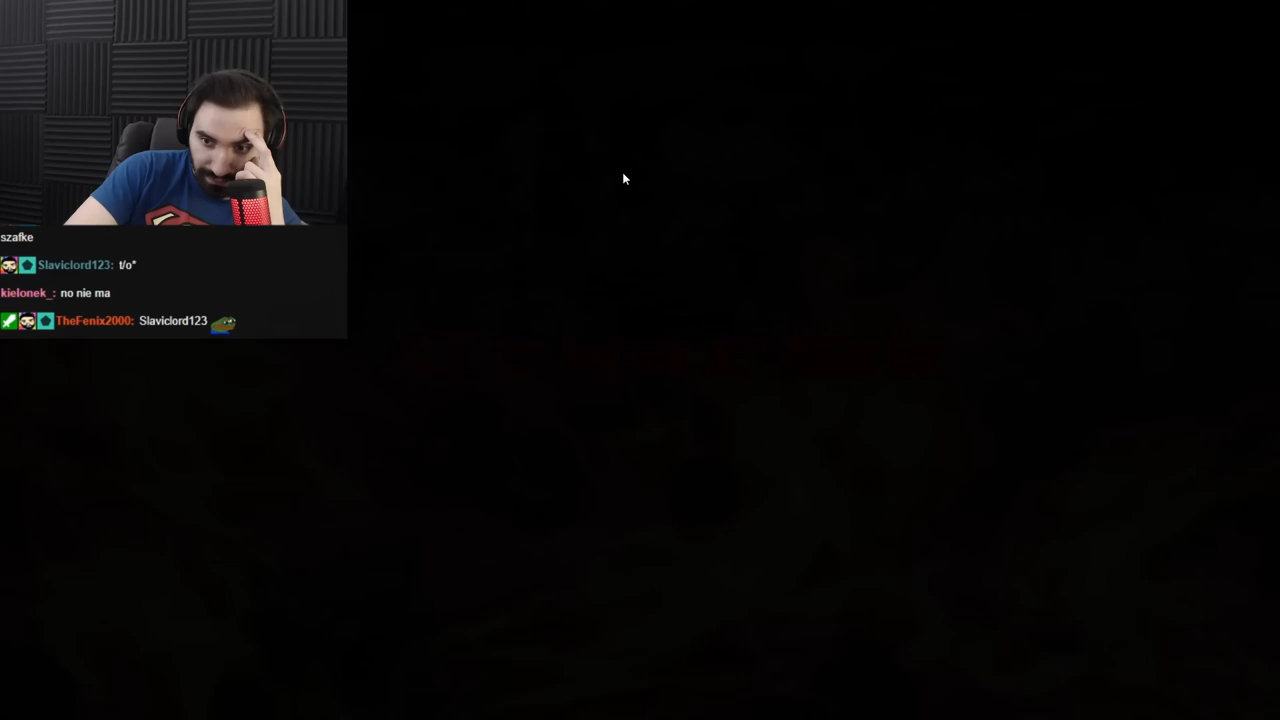 szafke
Slaviclord123: t/o*
kielonek_: no nie ma
TheFenix2000: Slaviclord123